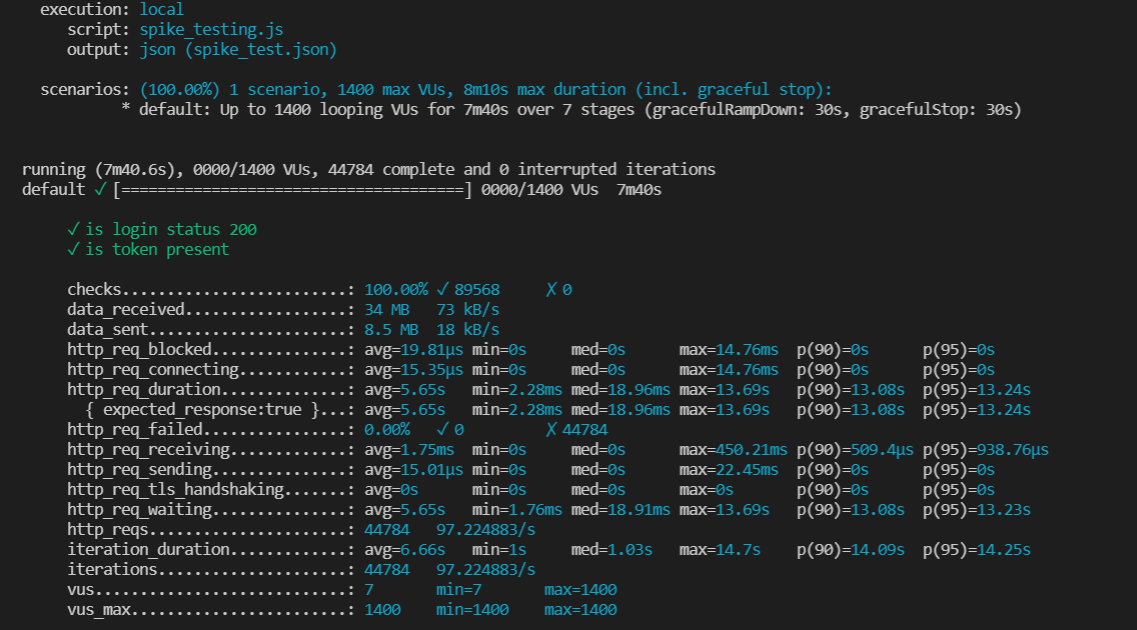 execution: local
script: spike_testing.js
output: json (spike_test.json)
scenarios: (100.00%) 1 scenario, 1400 max VUs, 8m10s max duration (incl. graceful stop):
* default: Up to 1400 looping VUs for 7m40s over 7 stages (gracefulRampDown: 30s, gracefulStop: 30s)
running (7m40.6s), 0000/1400 VUs, 44784 complete and 0 interrupted iterations
default ✓ [======================================] 0000/1400 VUs  7m40s
✓ is login status 200
✓ is token present
checks.........................: 100.00% ✓ 89568     ✗ 0
data_received..................: 34 MB   73 kB/s
data_sent......................: 8.5 MB  18 kB/s
http_req_blocked...............: avg=19.81µs min=0s     med=0s      max=14.76ms  p(90)=0s      p(95)=0s
http_req_connecting............: avg=15.35µs min=0s     med=0s      max=14.76ms  p(90)=0s      p(95)=0s
http_req_duration..............: avg=5.65s   min=2.28ms med=18.96ms max=13.69s   p(90)=13.08s  p(95)=13.24s
{ expected_response:true }...: avg=5.65s   min=2.28ms med=18.96ms max=13.69s   p(90)=13.08s  p(95)=13.24s
http_req_failed................: 0.00%   ✓ 0         ✗ 44784
http_req_receiving.............: avg=1.75ms  min=0s     med=0s      max=450.21ms p(90)=509.4µs p(95)=938.76µs
http_req_sending...............: avg=15.01µs min=0s     med=0s      max=22.45ms  p(90)=0s      p(95)=0s
http_req_tls_handshaking.......: avg=0s      min=0s     med=0s      max=0s       p(90)=0s      p(95)=0s
http_req_waiting...............: avg=5.65s   min=1.76ms med=18.91ms max=13.69s   p(90)=13.08s  p(95)=13.23s
http_reqs......................: 44784   97.224883/s
iteration_duration.............: avg=6.66s   min=1s     med=1.03s   max=14.7s    p(90)=14.09s  p(95)=14.25s
iterations.....................: 44784   97.224883/s
vus............................: 7       min=7       max=1400
vus_max........................: 1400    min=1400    max=1400